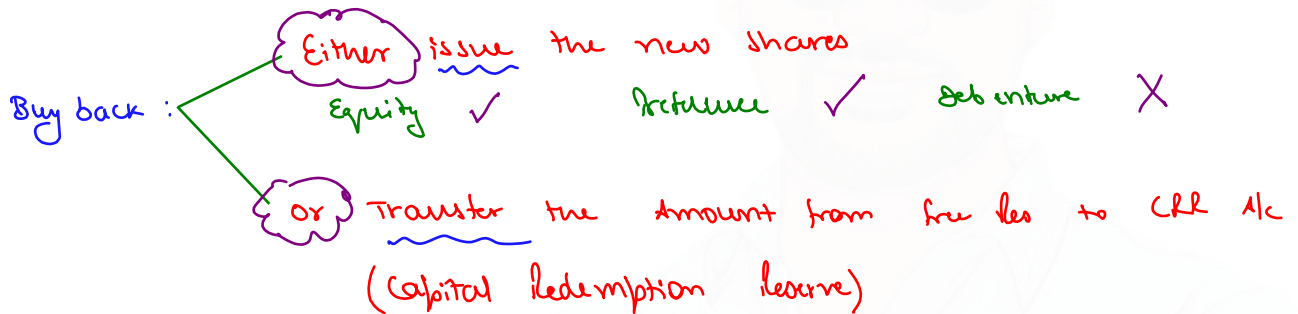 Either issue the new shares
Buy back : Equity ✓ Preference ✓ Debenture X
Or Transfer the Amount from free Res to CRR A/c
(Capital Redemption Reserve)